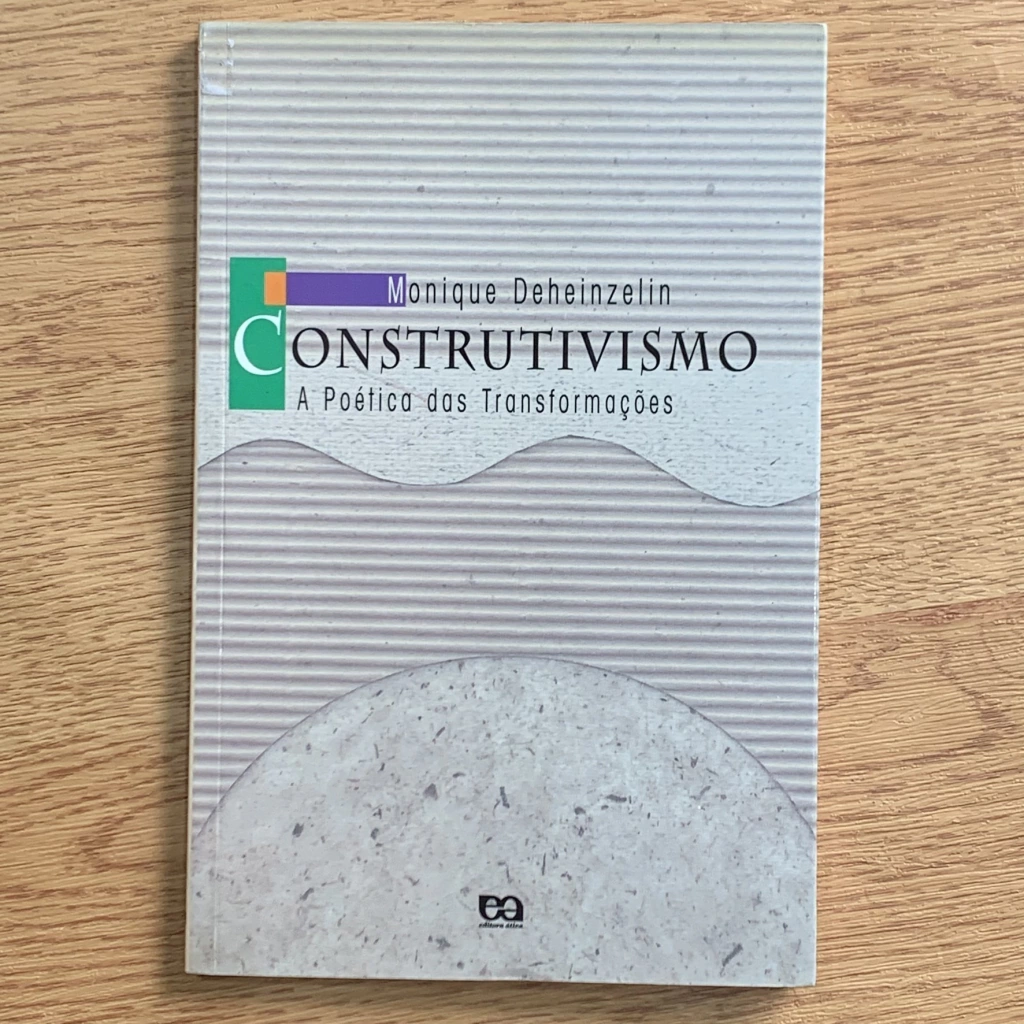 Monique Deheinzelin
CONSTRUTIVISMO
A Poética das Transformações
ea
editora ática